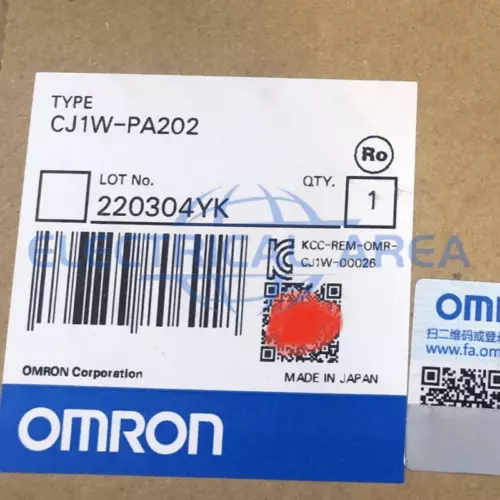 TYPE
CJ1W-PA202
Ro
LOT No.
QTY.
220304YK
1
ELECTRICAL AREA
KCC-REM-OMR-
CJ1W-00026
OMRON Corporation
MADE IN JAPAN
OMRON
扫二维码或登
www.fa.om